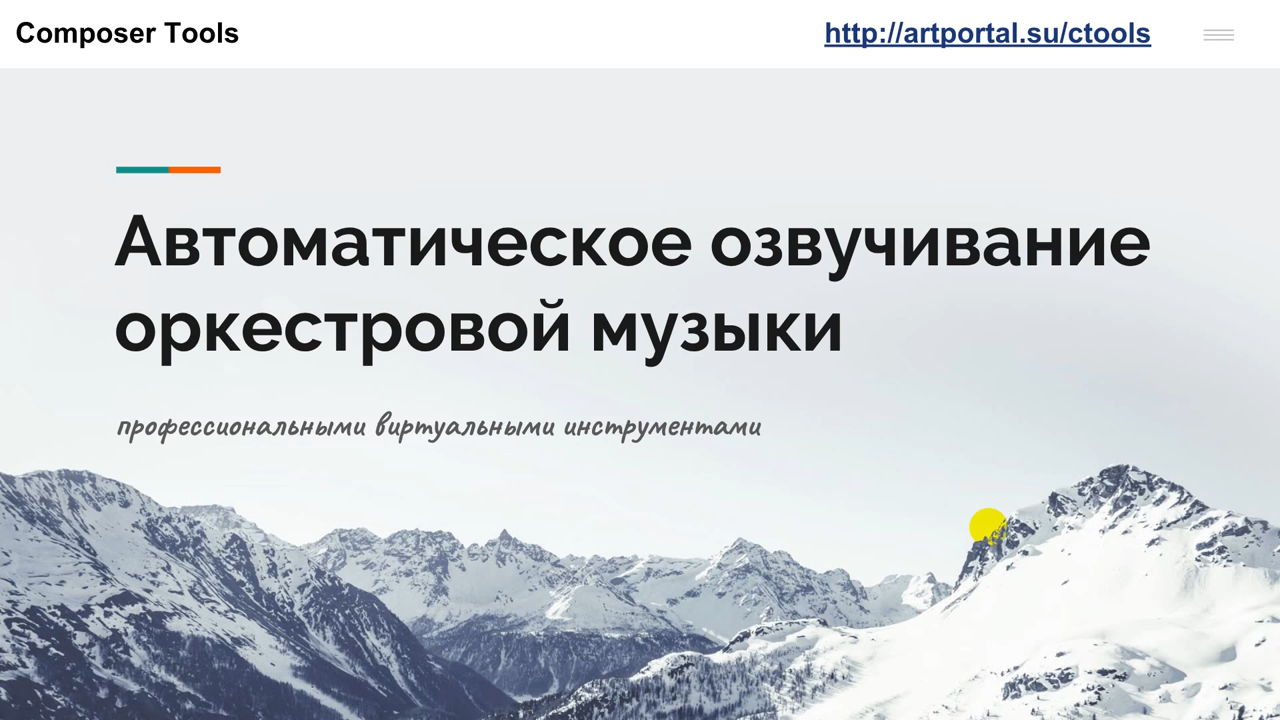 Composer Tools
http://artportal.su/ctools
Автоматическое озвучивание
оркестровой музыки
профессиональными виртуальными инструментами